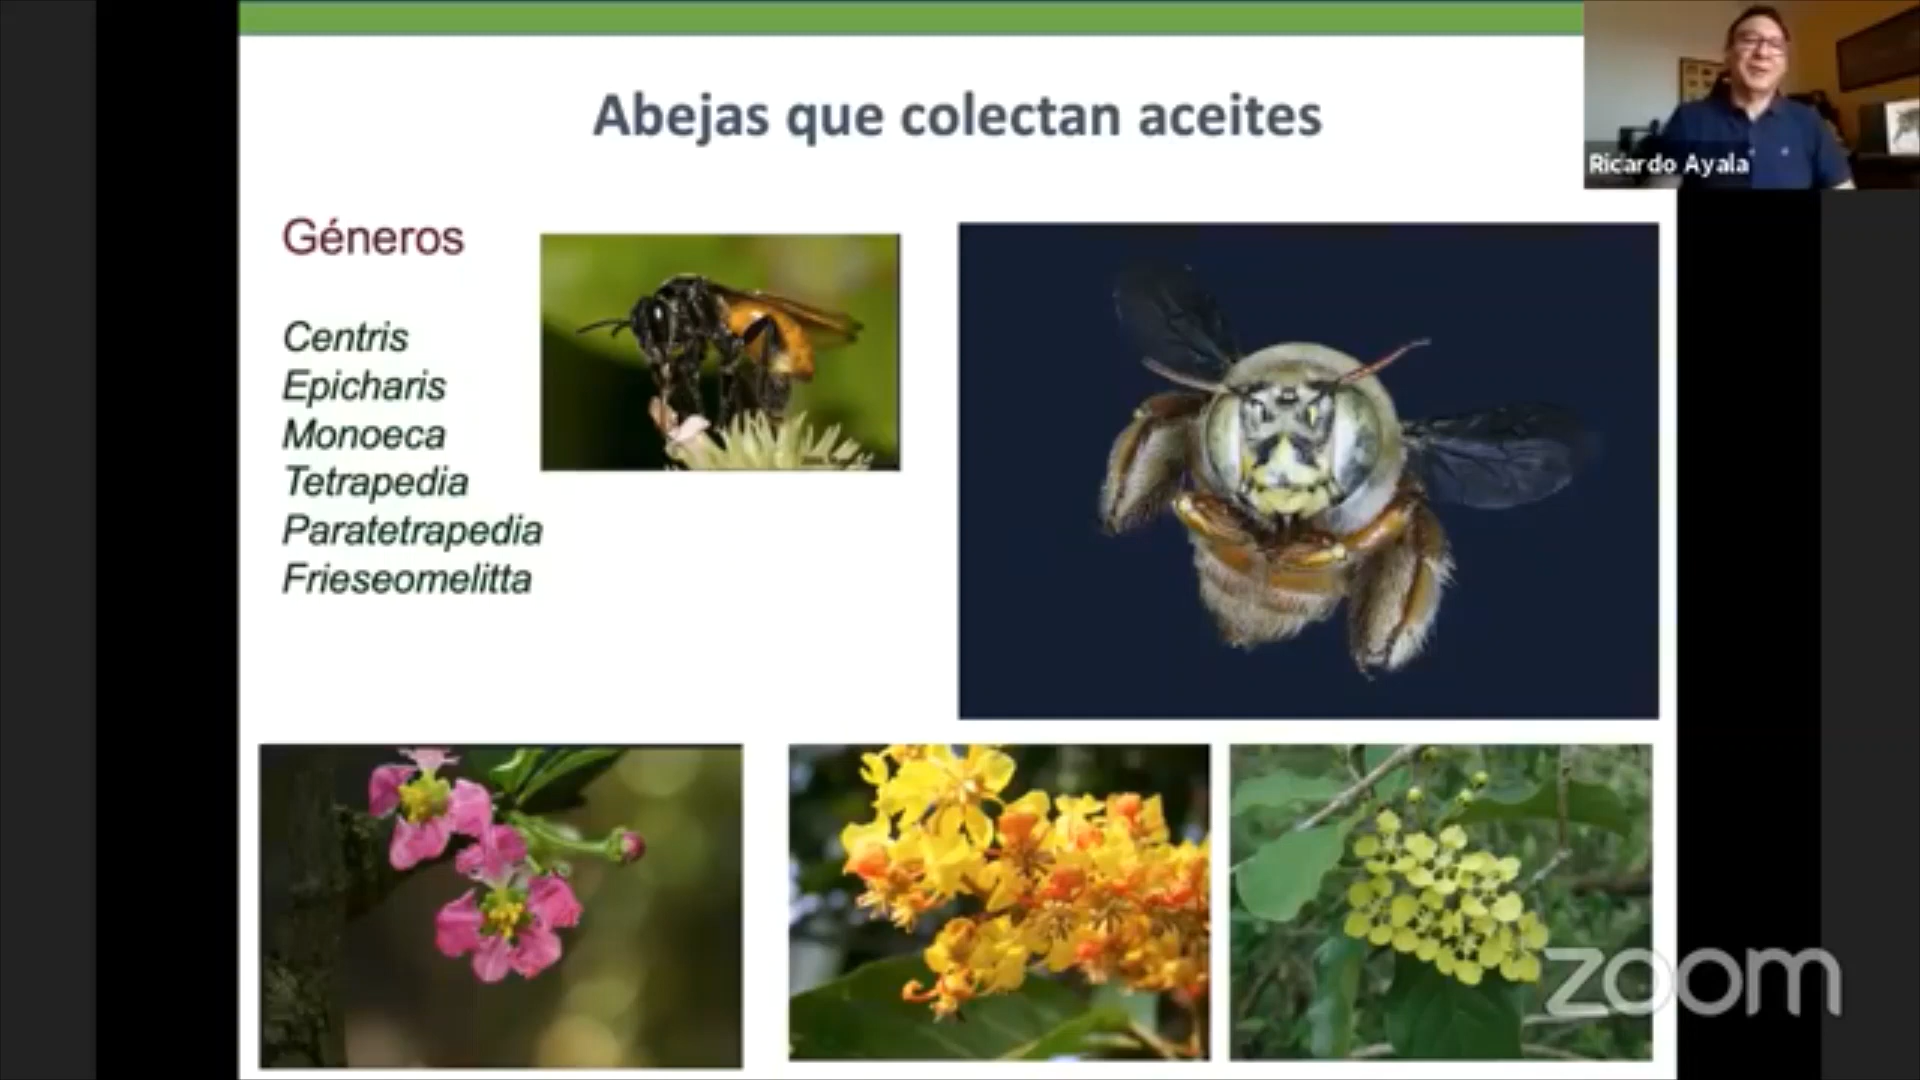 Abejas que colectan aceites
Ricardo Ayala
Géneros
Centris
Epicharis
Monoeca
Tetrapedia
Paratetrapedia
Frieseomelitta
zoom